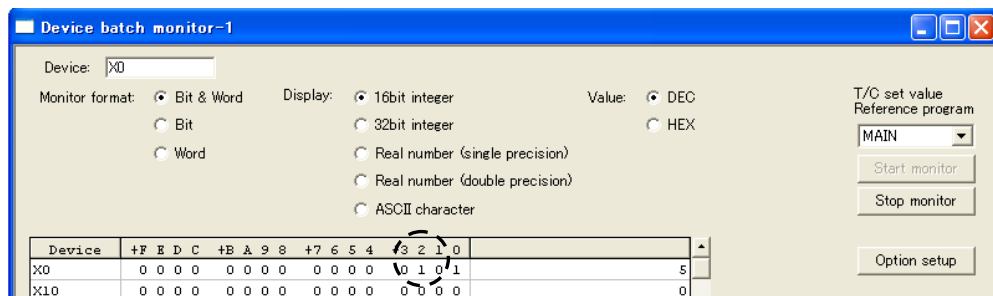 Device batch monitor-1
Device: X0
Monitor format: Bit & Word Display: 16bit integer Value: DEC T/C set value
Bit 32bit integer HEX Reference program
Word Real number (single precision) MAIN
Real number (double precision) Start monitor
ASCII character Stop monitor
Device +F E D C +B A 9 8 +7 6 5 4 +3 2 1 0
X0 0 0 0 0 0 0 0 0 0 0 0 0 0 1 0 1 5
X10 0 0 0 0 0 0 0 0 0 0 0 0 0 0 0 0 0
Option setup